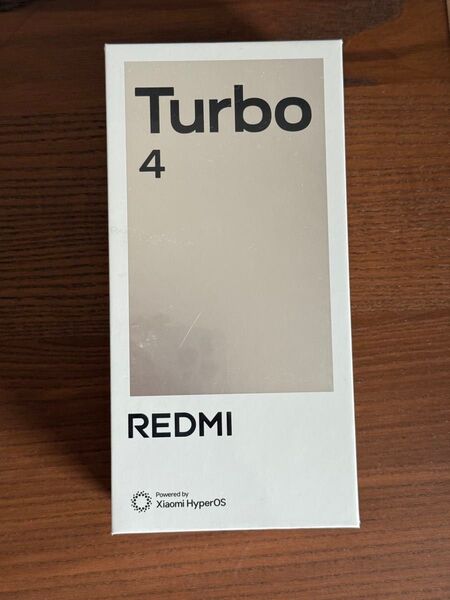 Turbo
4
REDMI
Powered by
Xiaomi HyperOS